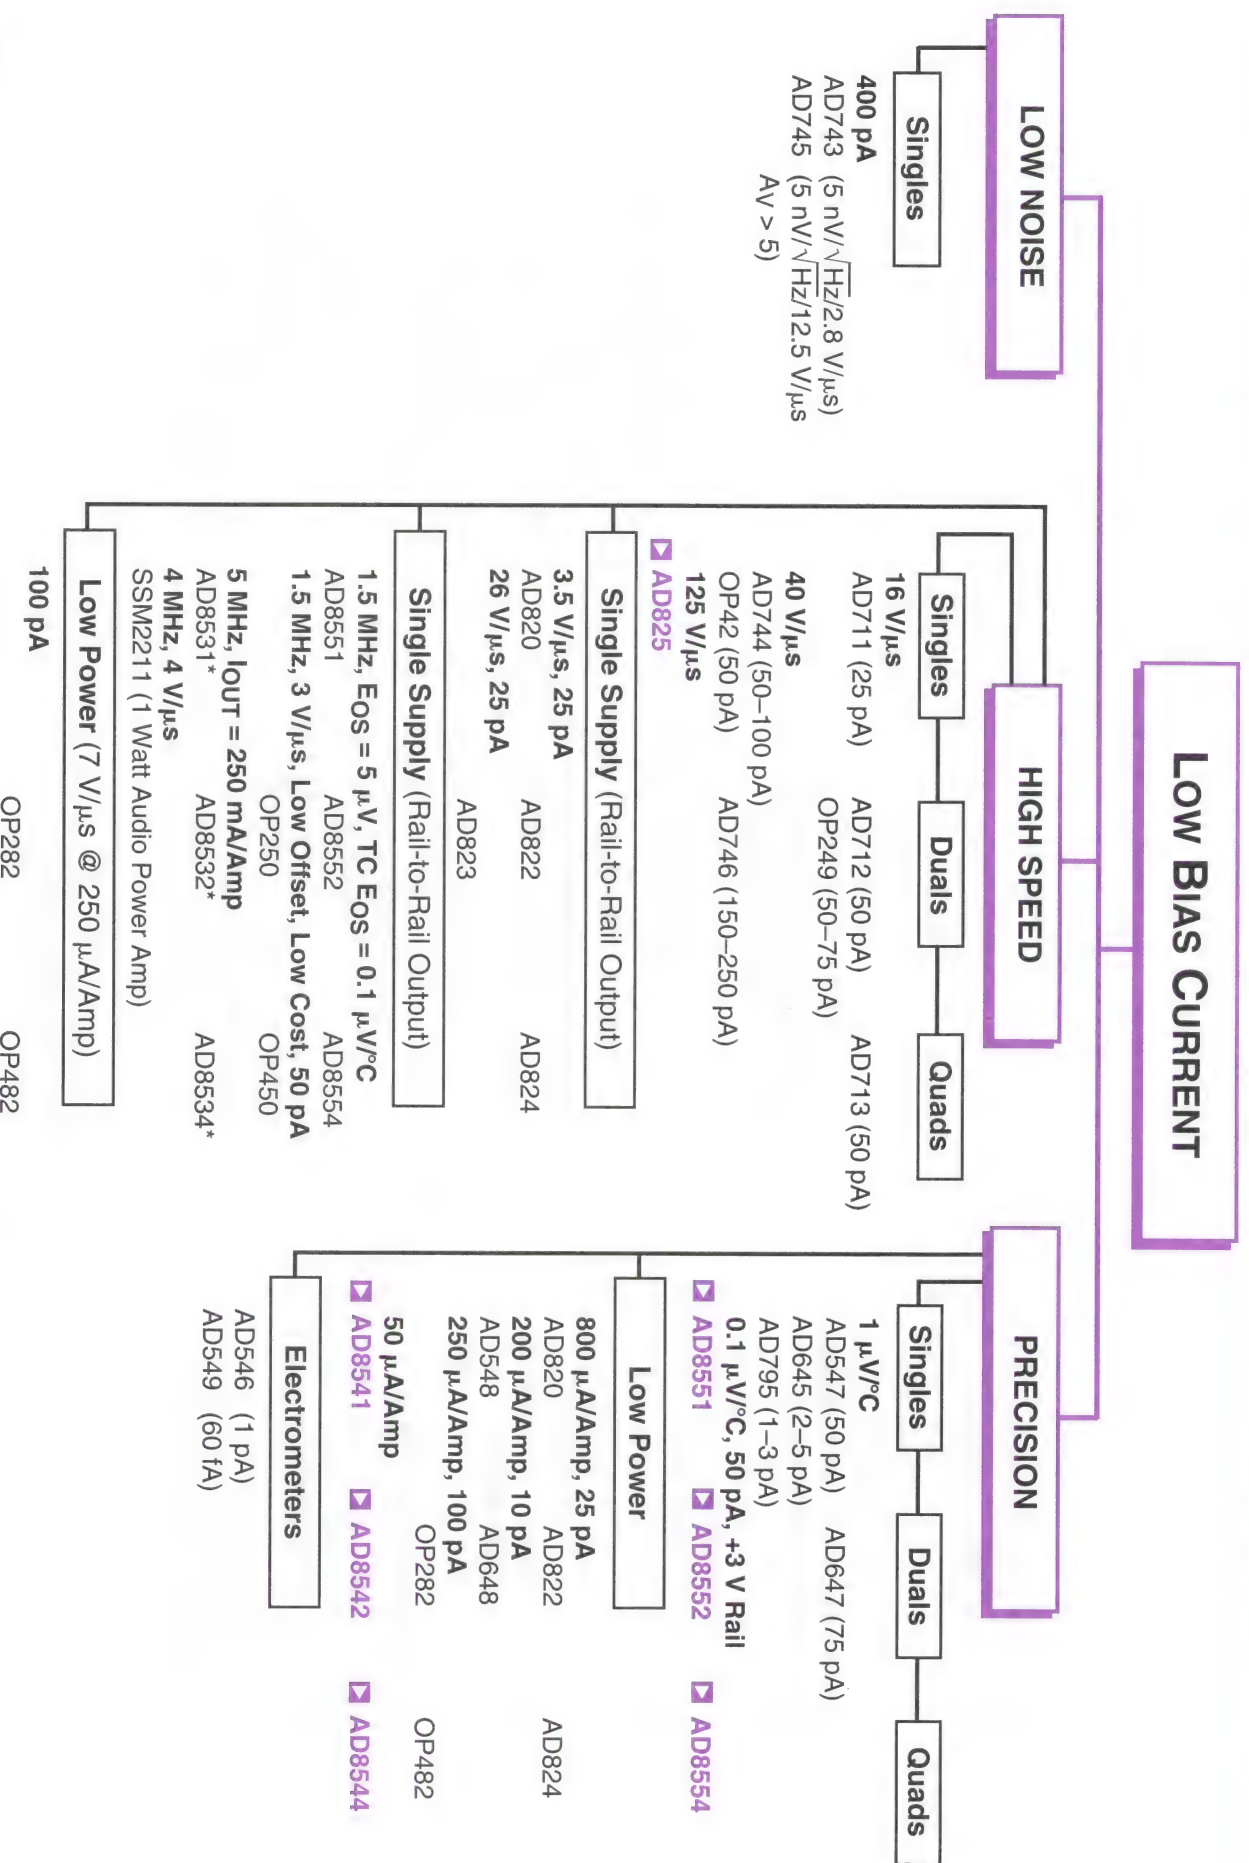 LOW BIAS CURRENT
LOW NOISE
Singles
400 pA
AD743 (5 nV/√Hz/2.8 V/μs)
AD745 (5 nV/√Hz/12.5 V/μs
AV > 5)
HIGH SPEED
Singles Duals Quads
16 V/μs
AD711 (25 pA) AD712 (50 pA) AD713 (50 pA)
OP249 (50–75 pA)
40 V/μs
AD744 (50–100 pA)
OP42 (50 pA) AD746 (150–250 pA)
125 V/μs
AD825
Single Supply (Rail-to-Rail Output)
3.5 V/μs, 25 pA
AD820 AD822 AD824
26 V/μs, 25 pA
AD823
Single Supply (Rail-to-Rail Output)
1.5 MHz, EOS = 5 μV, TC EOS = 0.1 μV/°C
AD8551 AD8552 AD8554
1.5 MHz, 3 V/μs, Low Offset, Low Cost, 50 pA
OP250 OP450
5 MHz, IOUT = 250 mA/Amp
AD8531* AD8532* AD8534*
4 MHz, 4 V/μs
SSM2211 (1 Watt Audio Power Amp)
Low Power (7 V/μs @ 250 μA/Amp)
100 pA
OP282 OP482
PRECISION
Singles Duals Quads
1 μV/°C
AD547 (50 pA) AD647 (75 pA)
AD645 (2–5 pA)
AD795 (1–3 pA)
0.1 μV/°C, 50 pA, +3 V Rail
AD8551 AD8552 AD8554
Low Power
800 μA/Amp, 25 pA
AD820 AD822 AD824
200 μA/Amp, 10 pA
AD548 AD648
250 μA/Amp, 100 pA
OP282 OP482
50 μA/Amp
AD8541 AD8542 AD8544
Electrometers
AD546 (1 pA)
AD549 (60 fA)